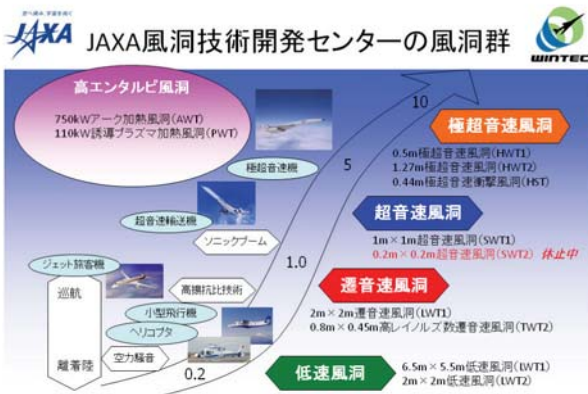 JAXA
JAXA風洞技術開発センターの風洞群
WINTEC
高エンタルピ風洞
750kWアーク加熱風洞(AWT)
110kW誘導プラズマ加熱風洞(PWT)
10
極超音速風洞
0.5m極超音速風洞(HWT1)
1.27m極超音速風洞(HWT2)
0.44m極超音速衝撃風洞(HST)
極超音速機
5
超音速輸送機
超音速風洞
ソニックブーム
1m×1m超音速風洞(SWT1)
0.2m×0.2m超音速風洞(SWT2) 休止中
ジェット旅客機
1.0
遷音速風洞
巡航
高揚抗比技術
2m×2m遷音速風洞(LWT1)
0.8m×0.45m高レイノルズ数遷音速風洞(TWT2)
小型飛行機
ヘリコプタ
離着陸
空力騒音
0.2
低速風洞
6.5m×5.5m低速風洞(LWT1)
2m×2m低速風洞(LWT2)